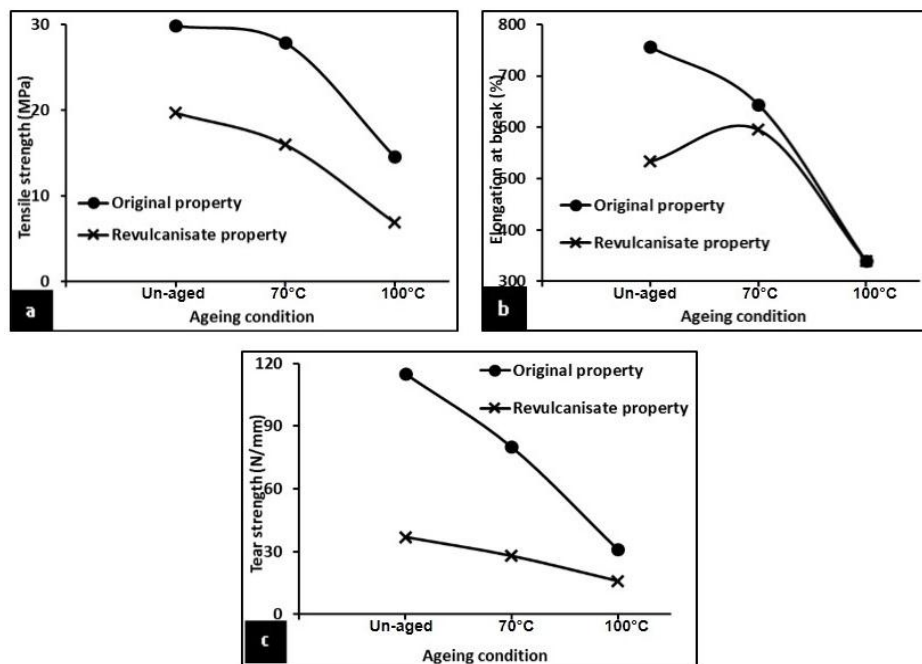 30
20
10
0
Tensile strength (MPa)
Original property
Revulcanisate property
Un-aged 70°C 100°C
Ageing condition
a
800
700
600
500
400
300
Elongation at break (%)
Original property
Revulcanisate property
Un-aged 70°C 100°C
Ageing condition
b
120
90
60
30
0
Tear strength (N/mm)
Original property
Revulcanisate property
Un-aged 70°C 100°C
Ageing condition
c